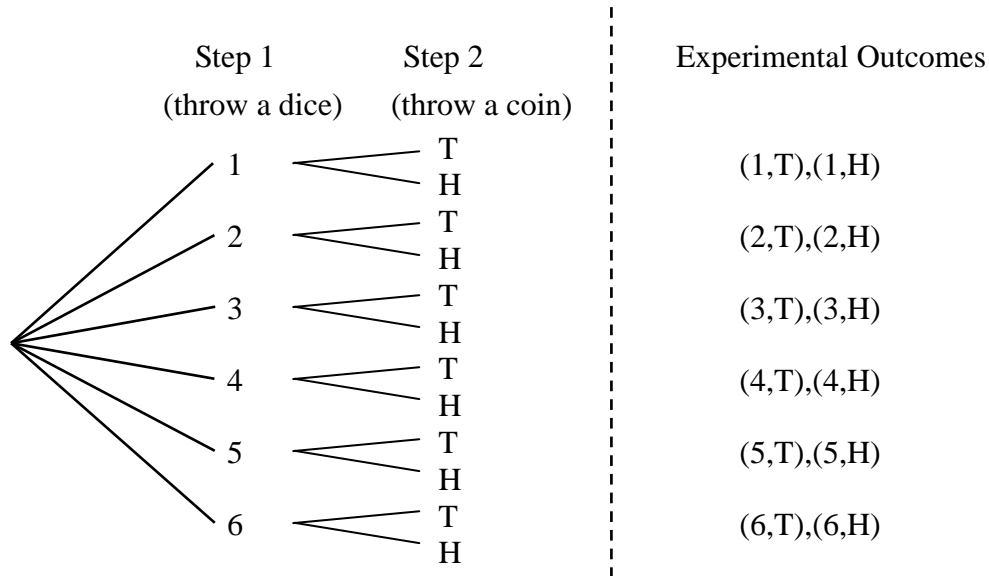 Step 1 Step 2 Experimental Outcomes
(throw a dice) (throw a coin)
T
1 (1,T),(1,H)
H
T
2 (2,T),(2,H)
H
T
3 (3,T),(3,H)
H
T
4 (4,T),(4,H)
H
T
5 (5,T),(5,H)
H
T
6 (6,T),(6,H)
H